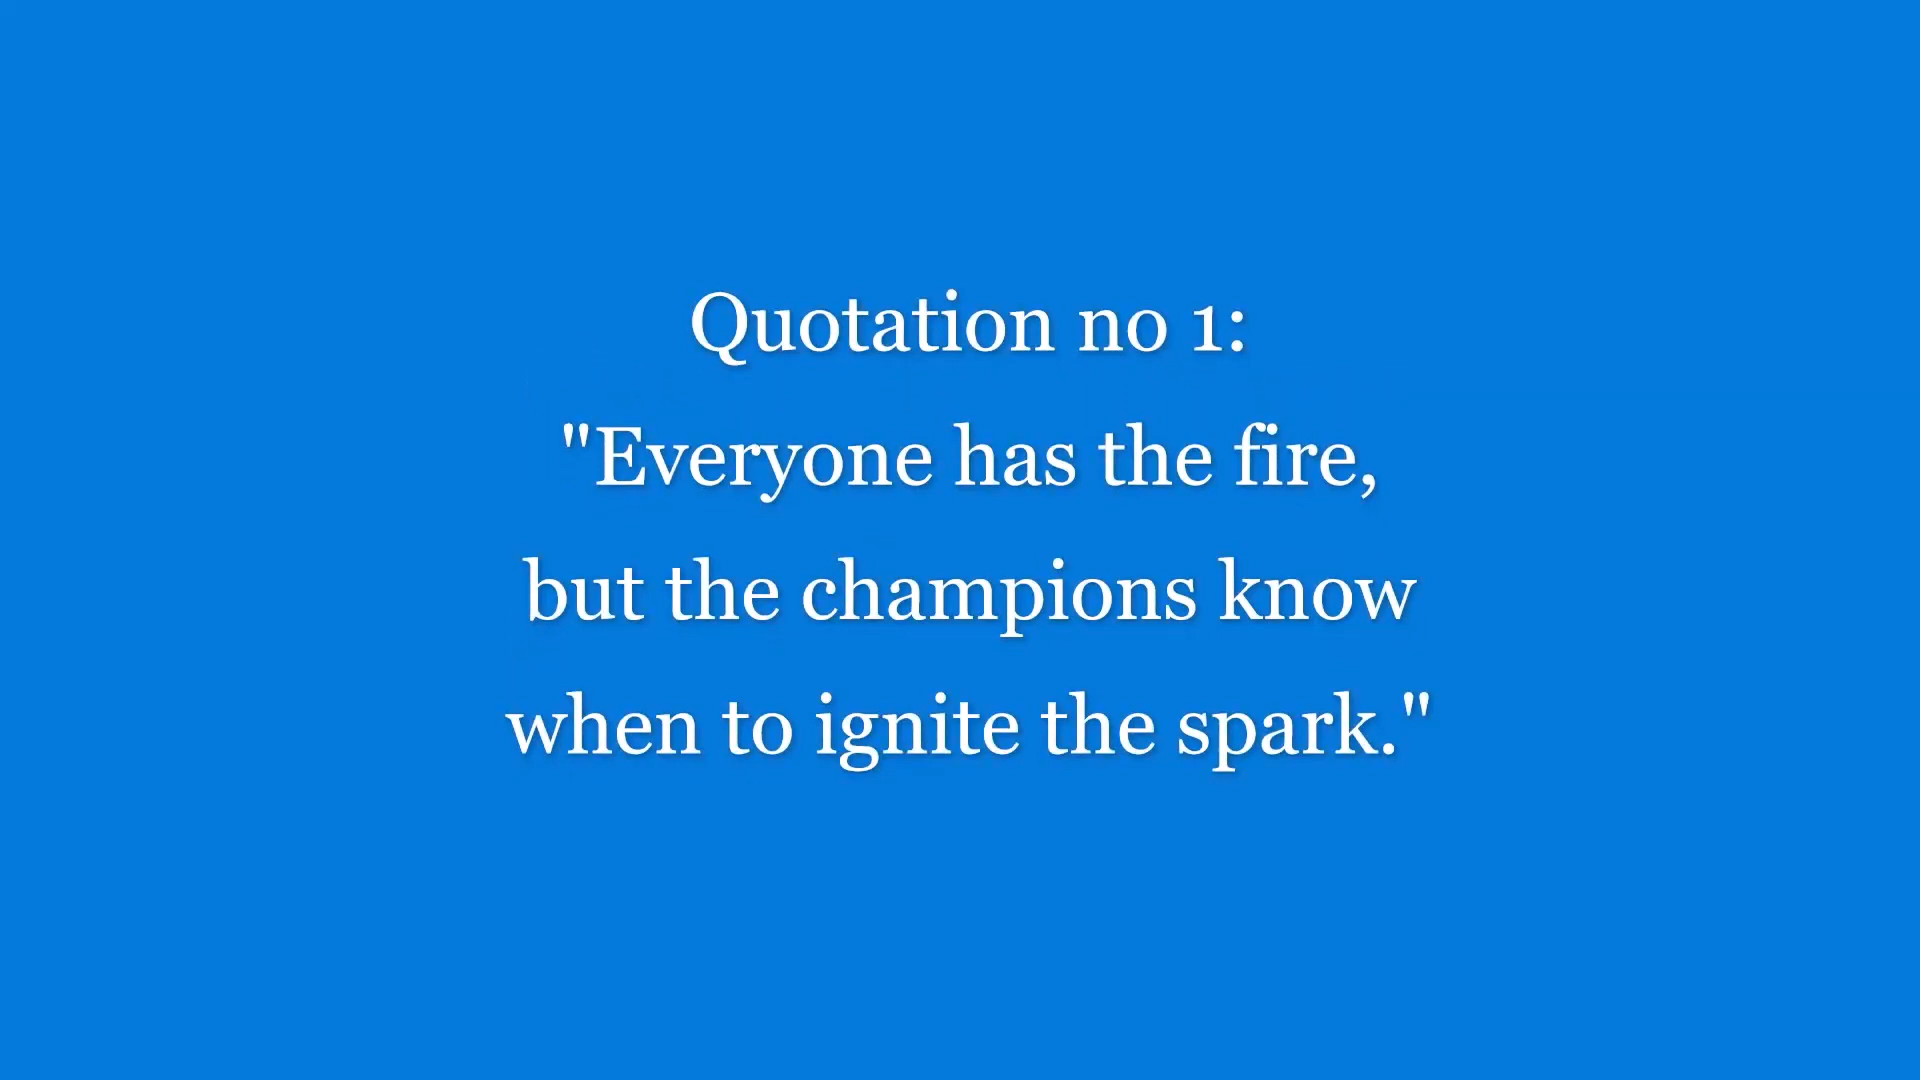 Quotation no 1:
"Everyone has the fire,
but the champions know
when to ignite the spark."